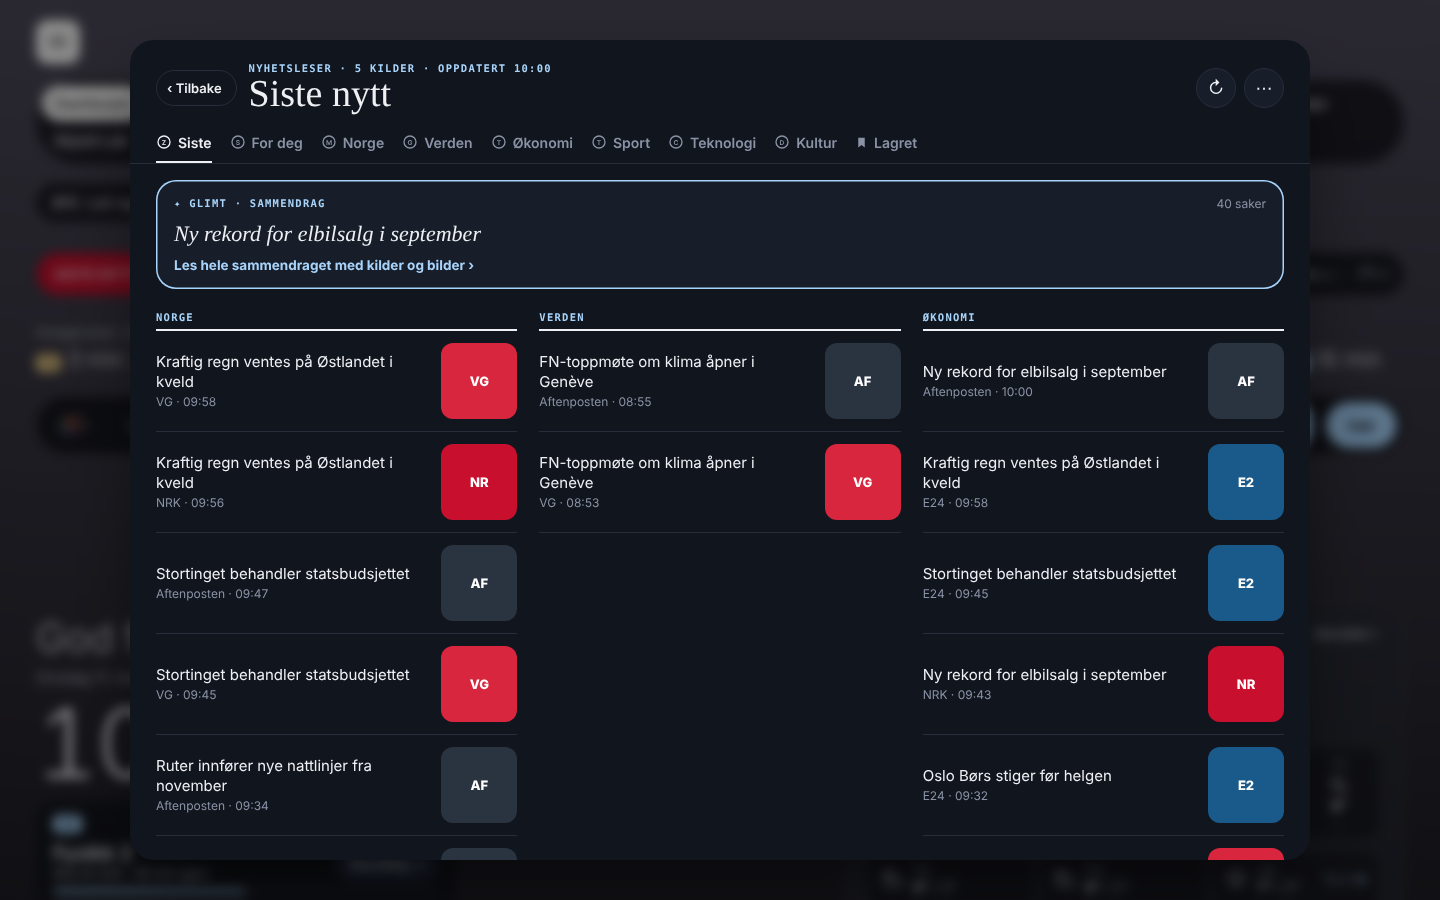 ‹ Tilbake
NYHETSLESER · 5 KILDER · OPPDATERT 10:00
Siste nytt
Siste
For deg
Norge
Verden
Økonomi
Sport
Teknologi
Kultur
Lagret
✦ GLIMT · SAMMENDRAG
40 saker
Ny rekord for elbilsalg i september
Les hele sammendraget med kilder og bilder ›
NORGE
Kraftig regn ventes på Østlandet i
kveld
VG · 09:58
VG
Kraftig regn ventes på Østlandet i
kveld
NRK · 09:56
NR
Stortinget behandler statsbudsjettet
Aftenposten · 09:47
AF
Stortinget behandler statsbudsjettet
VG · 09:45
VG
Ruter innfører nye nattlinjer fra
november
Aftenposten · 09:34
AF
VERDEN
FN-toppmøte om klima åpner i
Genève
Aftenposten · 08:55
AF
FN-toppmøte om klima åpner i
Genève
VG · 08:53
VG
ØKONOMI
Ny rekord for elbilsalg i september
Aftenposten · 10:00
AF
Kraftig regn ventes på Østlandet i
kveld
E24 · 09:58
E2
Stortinget behandler statsbudsjettet
E24 · 09:45
E2
Ny rekord for elbilsalg i september
NRK · 09:43
NR
Oslo Børs stiger før helgen
E24 · 09:32
E2
God
10